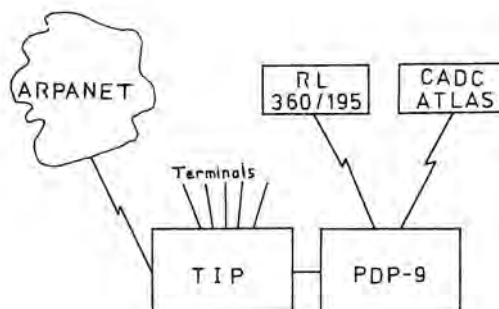 ARPANET
RL
360/195
CADC
ATLAS
Terminals
TIP
PDP-9